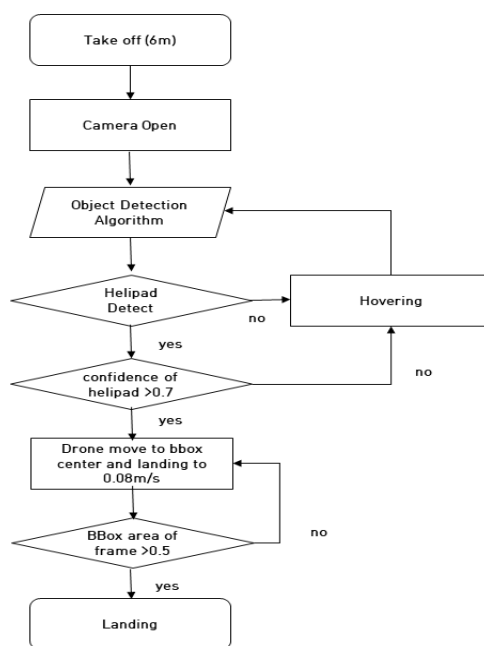 Take off (6m)
Camera Open
Object Detection
Algorithm
Helipad
Detect
no
Hovering
yes
confidence of
helipad >0.7
no
yes
Drone move to bbox
center and landing to
0.08m/s
BBox area of
frame >0.5
no
yes
Landing